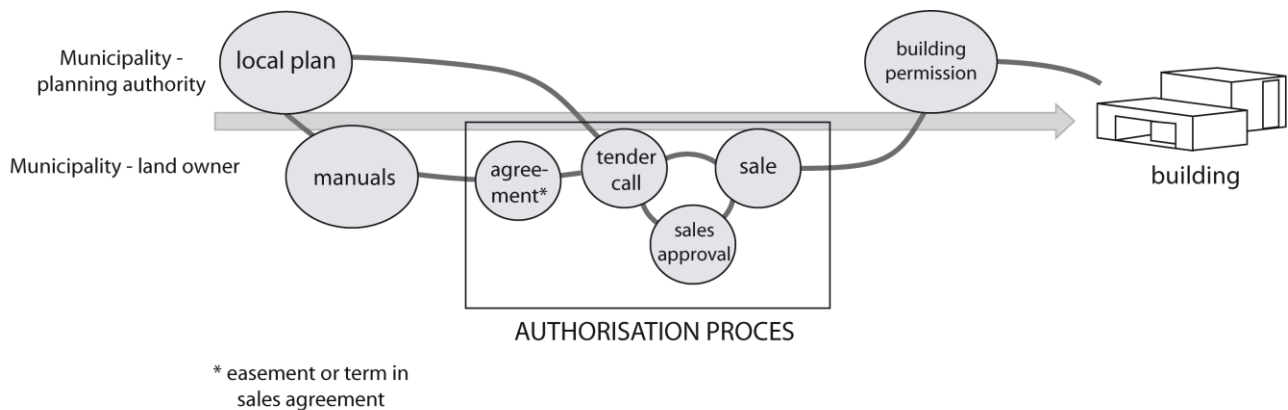 Municipality -
planning authority
local plan
building
permission
Municipality - land owner
manuals
agree-
ment*
tender
call
sale
sales
approval
building
AUTHORISATION PROCES
* easement or term in
sales agreement